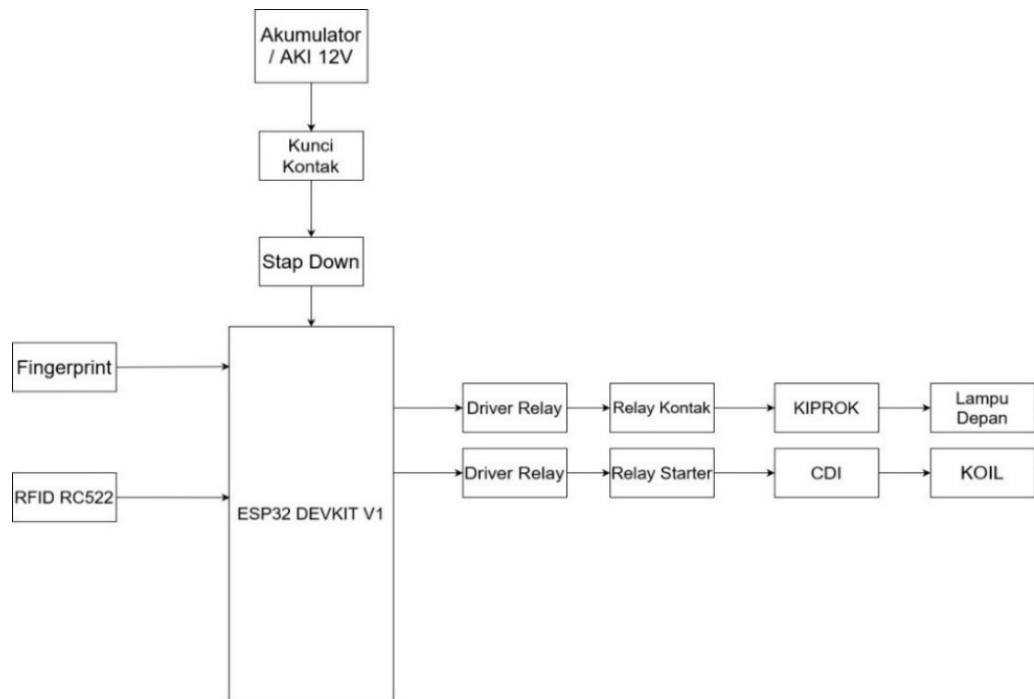 Akumulator
/ AKI 12V
Kunci
Kontak
Stap Down
Fingerprint
RFID RC522
ESP32 DEVKIT V1
Driver Relay
Relay Kontak
KIPROK
Lampu
Depan
Driver Relay
Relay Starter
CDI
KOIL